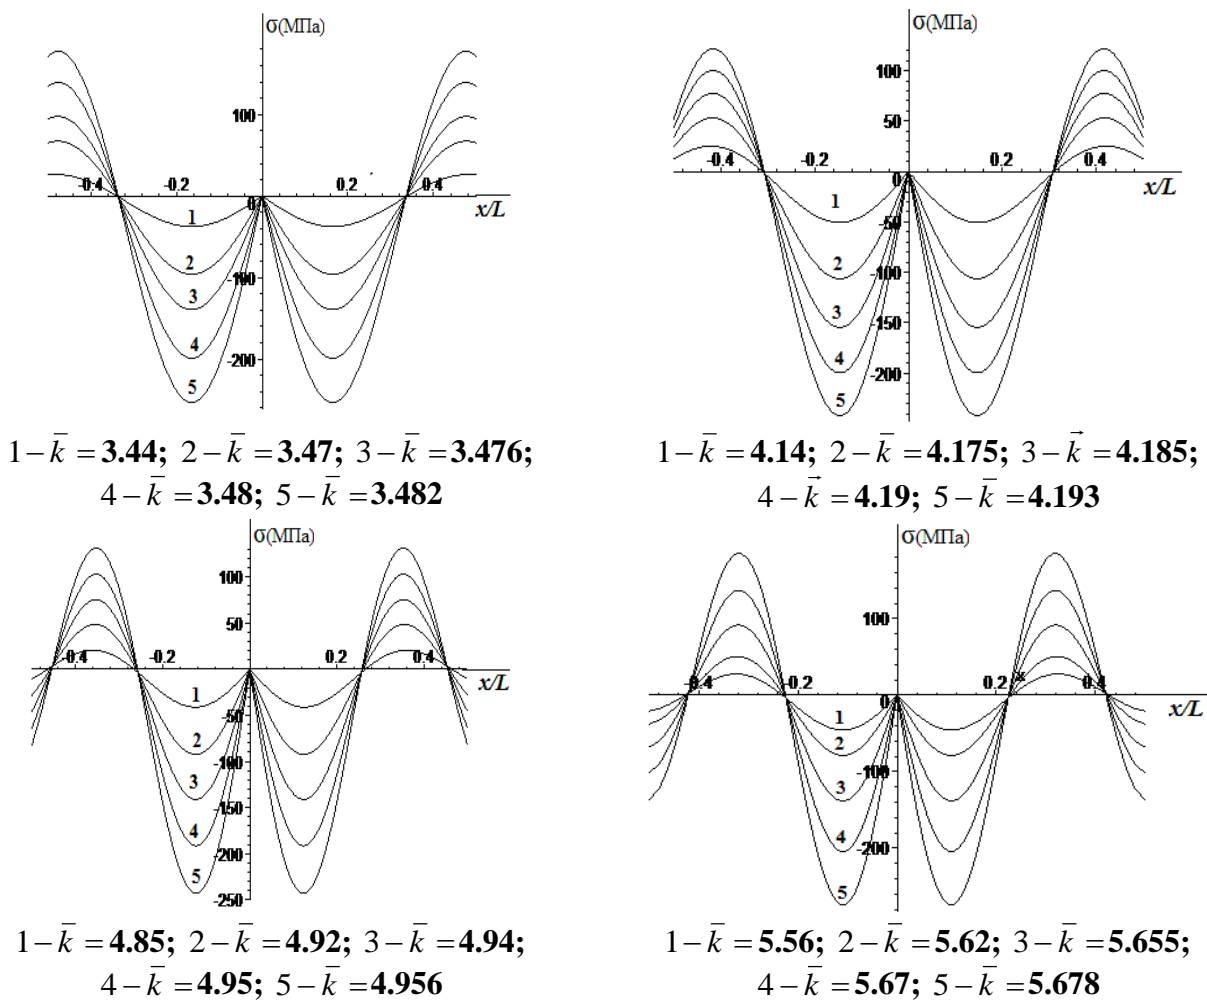 σ(МПа)
100
-0.4 -0.2 0.2 0.4
0
x/L
1
2
-100
3
4
-200
5
1 – k̄ = 3.44; 2 – k̄ = 3.47; 3 – k̄ = 3.476;
4 – k̄ = 3.48; 5 – k̄ = 3.482
σ(МПа)
100
50
-0.4 -0.2 0.2 0.4
0
x/L
1
-50
2
-100
3
-150
4
-200
5
1 – k̄ = 4.14; 2 – k̄ = 4.175; 3 – k⃗ = 4.185;
4 – k⃗ = 4.19; 5 – k̄ = 4.193
σ(МПа)
100
50
-0.4 -0.2 0.2 0.4
0
x/L
1
-50
2
-100
3
-150
4
-200
5
-250
1 – k̄ = 4.85; 2 – k̄ = 4.92; 3 – k̄ = 4.94;
4 – k̄ = 4.95; 5 – k̄ = 4.956
σ(МПа)
100
-0.4 -0.2 0.2 x 0.4
0
x/L
1
2
-100
3
4
-200
5
1 – k̄ = 5.56; 2 – k̄ = 5.62; 3 – k̄ = 5.655;
4 – k̄ = 5.67; 5 – k̄ = 5.678